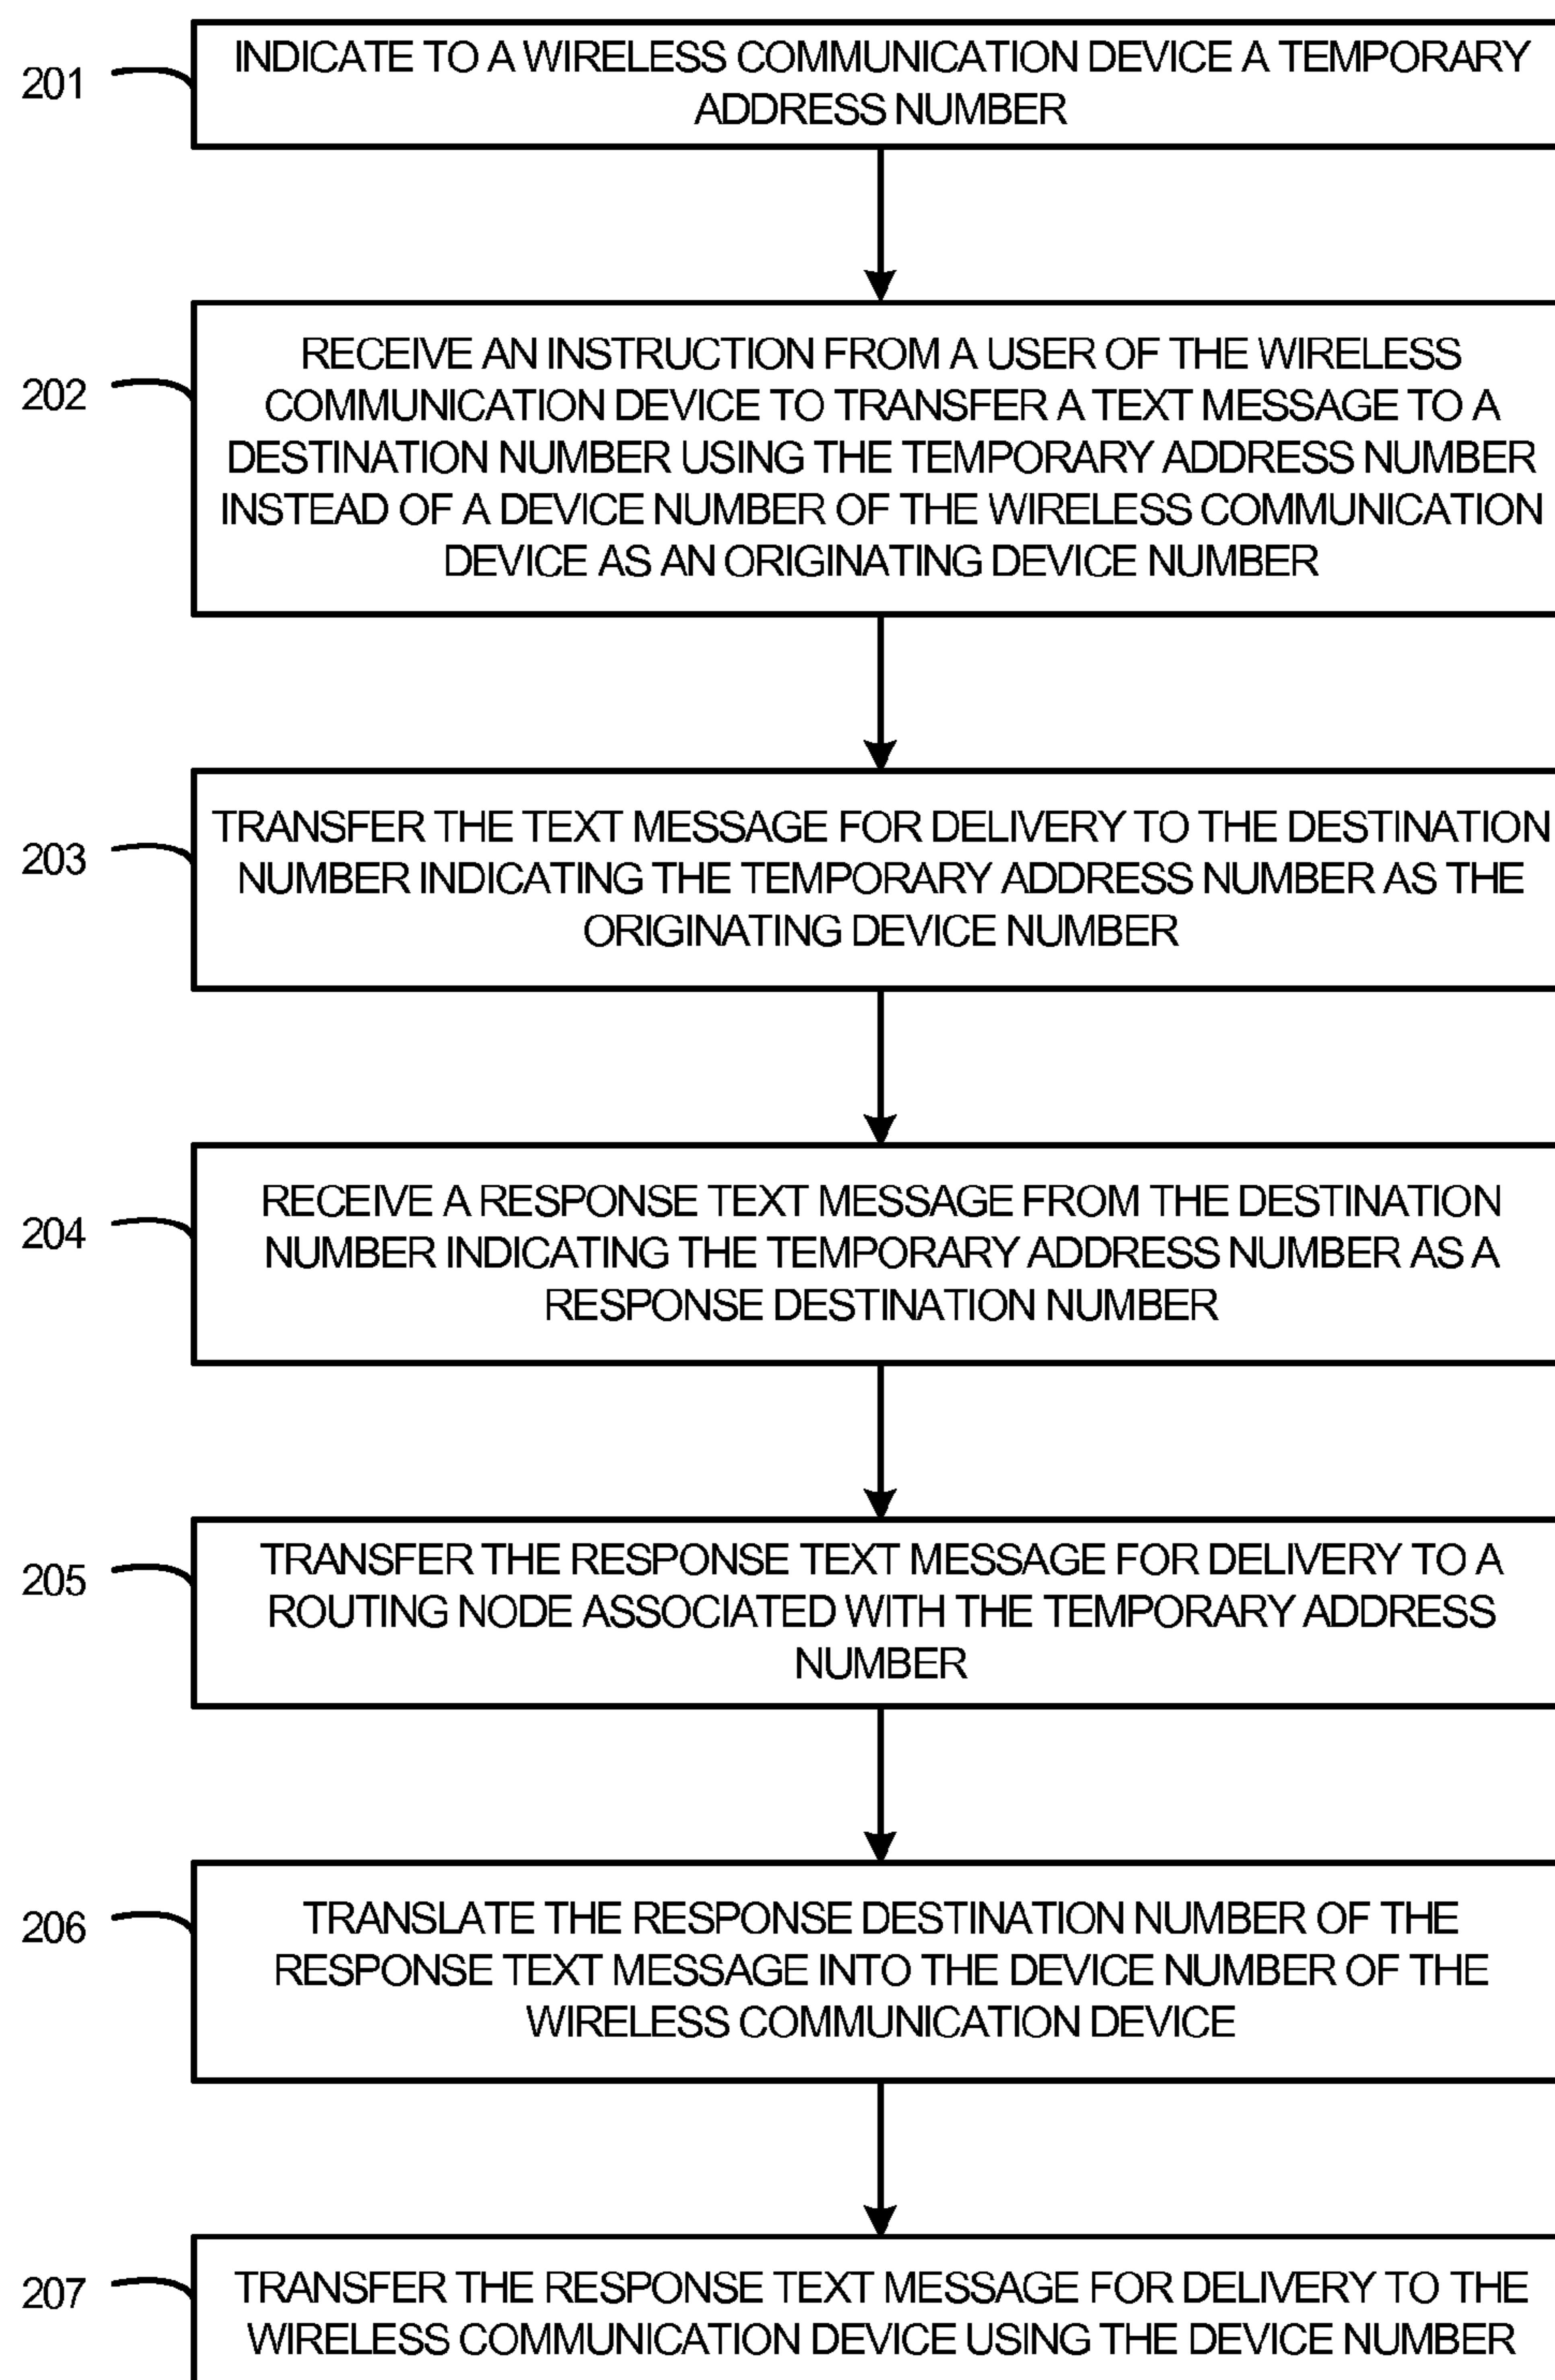 201
INDICATE TO A WIRELESS COMMUNICATION DEVICE A TEMPORARY
ADDRESS NUMBER
202
RECEIVE AN INSTRUCTION FROM A USER OF THE WIRELESS
COMMUNICATION DEVICE TO TRANSFER A TEXT MESSAGE TO A
DESTINATION NUMBER USING THE TEMPORARY ADDRESS NUMBER
INSTEAD OF A DEVICE NUMBER OF THE WIRELESS COMMUNICATION
DEVICE AS AN ORIGINATING DEVICE NUMBER
203
TRANSFER THE TEXT MESSAGE FOR DELIVERY TO THE DESTINATION
NUMBER INDICATING THE TEMPORARY ADDRESS NUMBER AS THE
ORIGINATING DEVICE NUMBER
204
RECEIVE A RESPONSE TEXT MESSAGE FROM THE DESTINATION
NUMBER INDICATING THE TEMPORARY ADDRESS NUMBER AS A
RESPONSE DESTINATION NUMBER
205
TRANSFER THE RESPONSE TEXT MESSAGE FOR DELIVERY TO A
ROUTING NODE ASSOCIATED WITH THE TEMPORARY ADDRESS
NUMBER
206
TRANSLATE THE RESPONSE DESTINATION NUMBER OF THE
RESPONSE TEXT MESSAGE INTO THE DEVICE NUMBER OF THE
WIRELESS COMMUNICATION DEVICE
207
TRANSFER THE RESPONSE TEXT MESSAGE FOR DELIVERY TO THE
WIRELESS COMMUNICATION DEVICE USING THE DEVICE NUMBER